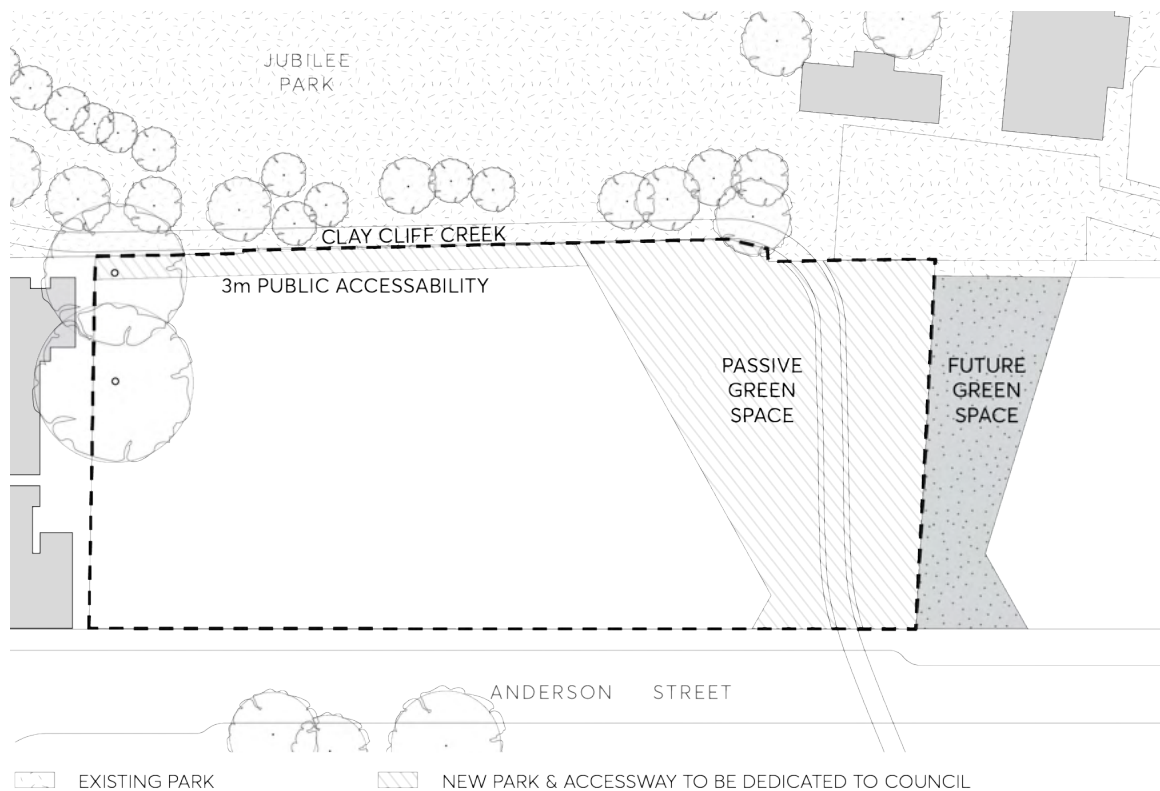 JUBILEE
PARK
CLAY CLIFF CREEK
3m PUBLIC ACCESSABILITY
PASSIVE
GREEN
SPACE
FUTURE
GREEN
SPACE
ANDERSON STREET
EXISTING PARK
NEW PARK & ACCESSWAY TO BE DEDICATED TO COUNCIL